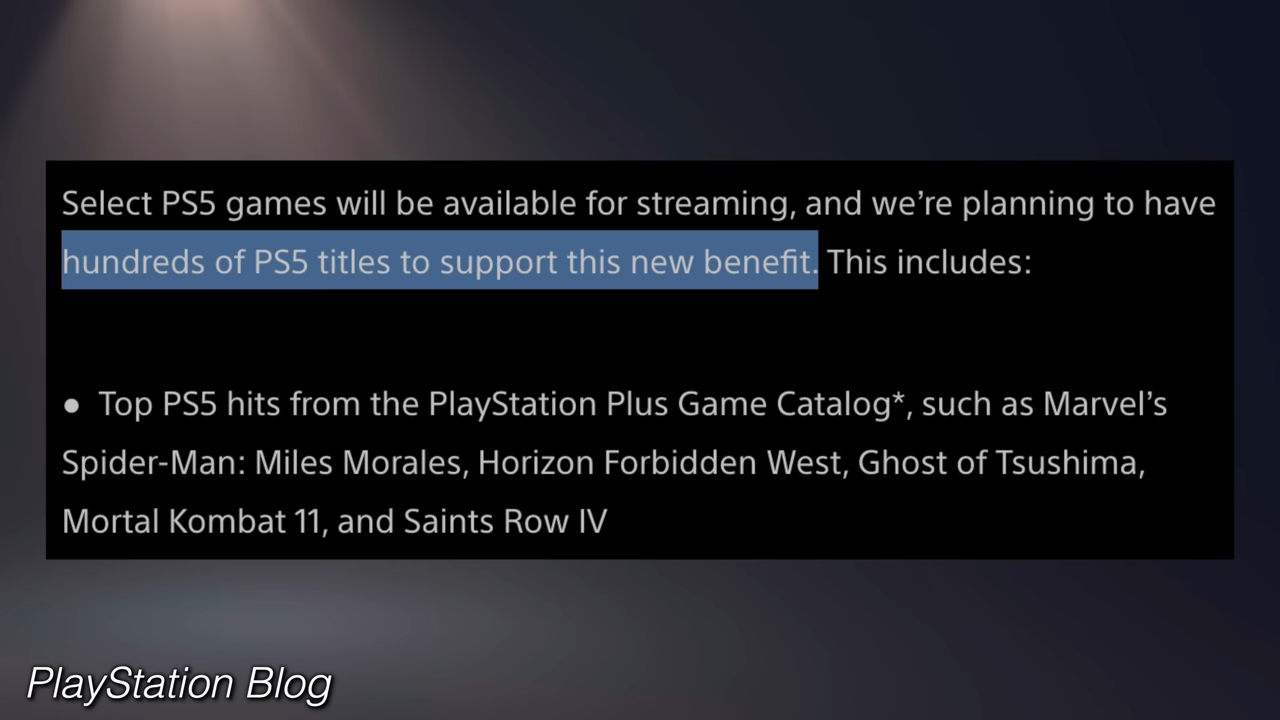 Select PS5 games will be available for streaming, and we’re planning to have
hundreds of PS5 titles to support this new benefit. This includes:
● Top PS5 hits from the PlayStation Plus Game Catalog*, such as Marvel’s
Spider-Man: Miles Morales, Horizon Forbidden West, Ghost of Tsushima,
Mortal Kombat 11, and Saints Row IV
PlayStation Blog